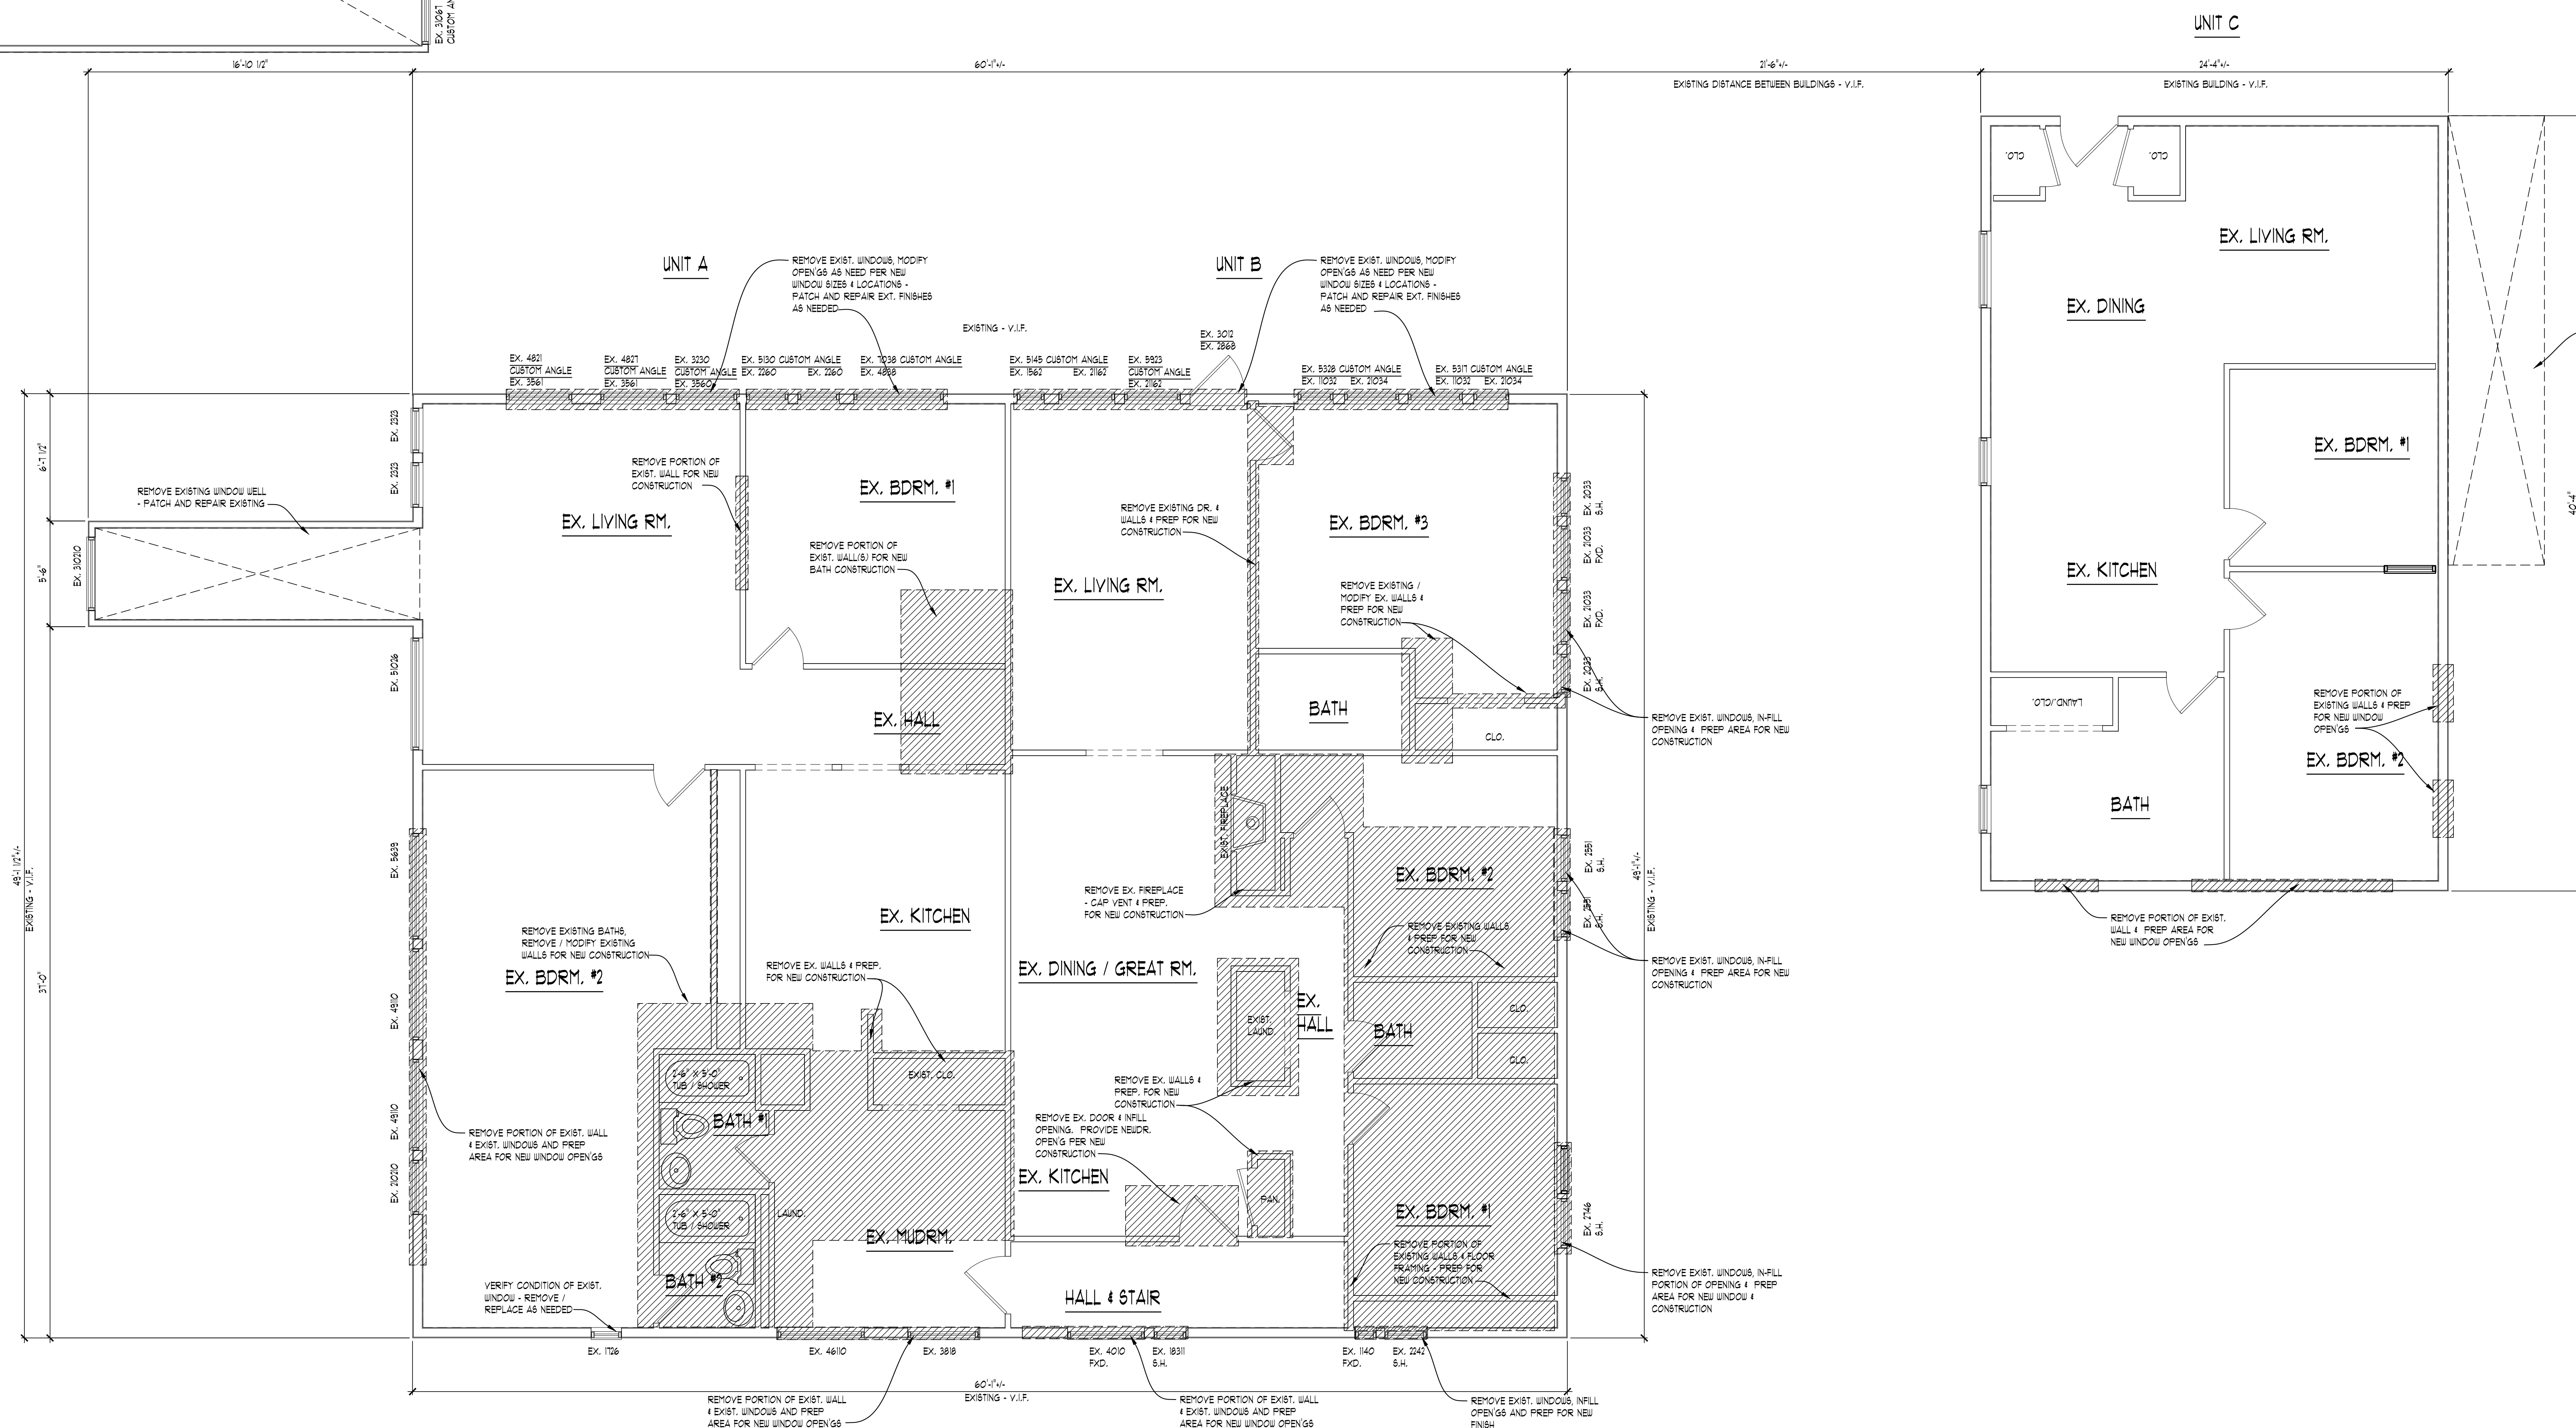 EX. 31067
CUSTOM AN
UNIT C
16'-10 1/2"
60'-1"+/-
21'-6"+/-
EXISTING DISTANCE BETWEEN BUILDINGS - V.I.F.
24'-4"+/-
EXISTING BUILDING - V.I.F.
CLO.
CLO.
EX. LIVING RM.
EX. DINING
EX. BDRM. #1
EX. KITCHEN
LAUND./CLO.
BATH
EX. BDRM. #2
REMOVE PORTION OF
EXISTING WALLS & PREP
FOR NEW WINDOW
OPEN'GS
REMOVE PORTION OF EXIST.
WALL & PREP AREA FOR
NEW WINDOW OPEN'GS
40'-4"
UNIT A
REMOVE EXIST. WINDOWS, MODIFY
OPEN'GS AS NEED PER NEW
WINDOW SIZES & LOCATIONS -
PATCH AND REPAIR EXT. FINISHES
AS NEEDED
UNIT B
REMOVE EXIST. WINDOWS, MODIFY
OPEN'GS AS NEED PER NEW
WINDOW SIZES & LOCATIONS -
PATCH AND REPAIR EXT. FINISHES
AS NEEDED
EXISTING - V.I.F.
EX. 4821
CUSTOM ANGLE
EX. 3561
EX. 4827
CUSTOM ANGLE
EX. 3561
EX. 3230
CUSTOM ANGLE
EX. 3560
EX. 5130 CUSTOM ANGLE
EX. 2260
EX. 2260
EX. 7038 CUSTOM ANGLE
EX. 4838
EX. 5145 CUSTOM ANGLE
EX. 1562
EX. 21162
EX. 5923
CUSTOM ANGLE
EX. 21162
EX. 3012
EX. 2868
EX. 5328 CUSTOM ANGLE
EX. 11032
EX. 21034
EX. 5317 CUSTOM ANGLE
EX. 11032
EX. 21034
6'-7 1/2"
5'-6"
37'-0"
49'-1 1/2"+/-
EXISTING - V.I.F.
EX. 2323
EX. 2323
EX. 310210
EX. 51026
EX. 5639
EX. 49110
EX. 49110
EX. 210210
REMOVE EXISTING WINDOW WELL
- PATCH AND REPAIR EXISTING
EX. LIVING RM.
REMOVE PORTION OF
EXIST. WALL FOR NEW
CONSTRUCTION
EX. BDRM. #1
REMOVE PORTION OF
EXIST. WALL(S) FOR NEW
BATH CONSTRUCTION
EX. HALL
EX. LIVING RM.
REMOVE EXISTING DR. &
WALLS & PREP FOR NEW
CONSTRUCTION
EX. BDRM. #3
REMOVE EXISTING /
MODIFY EX. WALLS &
PREP FOR NEW
CONSTRUCTION
BATH
CLO.
EX. 2033
S.H.
EX. 21033
FXD.
EX. 21033
FXD.
EX. 2033
S.H.
REMOVE EXIST. WINDOWS, IN-FILL
OPENING & PREP AREA FOR NEW
CONSTRUCTION
EXIST. FIREPLACE
REMOVE EX. FIREPLACE
- CAP VENT & PREP.
FOR NEW CONSTRUCTION
EX. BDRM. #2
REMOVE EXISTING WALLS
& PREP FOR NEW
CONSTRUCTION
EX. 2551
S.H.
EX. 2551
S.H.
49'-1"+/-
EXISTING - V.I.F.
REMOVE EXIST. WINDOWS, IN-FILL
OPENING & PREP AREA FOR NEW
CONSTRUCTION
EX. KITCHEN
REMOVE EXISTING BATHS,
REMOVE / MODIFY EXISTING
WALLS FOR NEW CONSTRUCTION
EX. BDRM. #2
REMOVE EX. WALLS & PREP.
FOR NEW CONSTRUCTION
EX. DINING / GREAT RM.
EX.
HALL
EXIST.
LAUND.
BATH
CLO.
CLO.
EXIST. CLO.
2'-6" X 5'-0"
TUB / SHOWER
BATH #1
REMOVE EX. WALLS &
PREP. FOR NEW
CONSTRUCTION
REMOVE EX. DOOR & INFILL
OPENING. PROVIDE NEWDR.
OPEN'G PER NEW
CONSTRUCTION
EX. KITCHEN
PAN.
REMOVE PORTION OF EXIST. WALL
& EXIST. WINDOWS AND PREP
AREA FOR NEW WINDOW OPEN'GS
2'-6" X 5'-0"
TUB / SHOWER
LAUND.
EX. MUDRM.
BATH #2
EX. BDRM. #1
REMOVE PORTION OF
EXISTING WALLS & FLOOR
FRAMING - PREP FOR
NEW CONSTRUCTION
EX. 2746
S.H.
REMOVE EXIST. WINDOWS, IN-FILL
PORTION OF OPENING & PREP
AREA FOR NEW WINDOW &
CONSTRUCTION
VERIFY CONDITION OF EXIST.
WINDOW - REMOVE /
REPLACE AS NEEDED
HALL & STAIR
EX. 1726
EX. 46110
EX. 3818
EX. 4010
FXD.
EX. 18311
S.H.
EX. 1140
FXD.
EX. 2242
S.H.
60'-1"+/-
EXISTING - V.I.F.
REMOVE PORTION OF EXIST. WALL
& EXIST. WINDOWS AND PREP
AREA FOR NEW WINDOW OPEN'GS
REMOVE PORTION OF EXIST. WALL
& EXIST. WINDOWS AND PREP
AREA FOR NEW WINDOW OPEN'GS
REMOVE EXIST. WINDOWS, INFILL
OPEN'GS AND PREP FOR NEW
FINISH